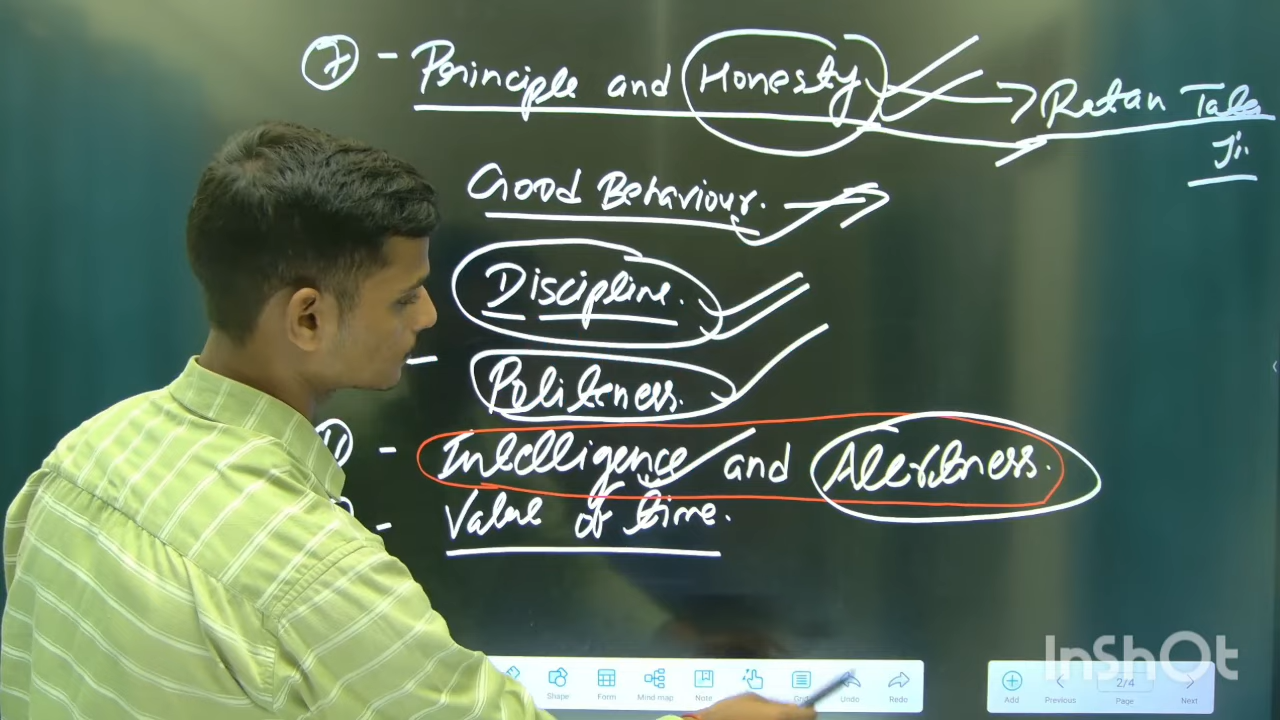 7 - Principle and Honesty. → Ratan Tata
Ji.
Good Behaviour.
Discipline.
- Politeness.
11 - Intelligence and Alertness.
- Value of time.
Shape Form Mind map Note Undo Redo
Add Previous 2/4 Page Next
InShot